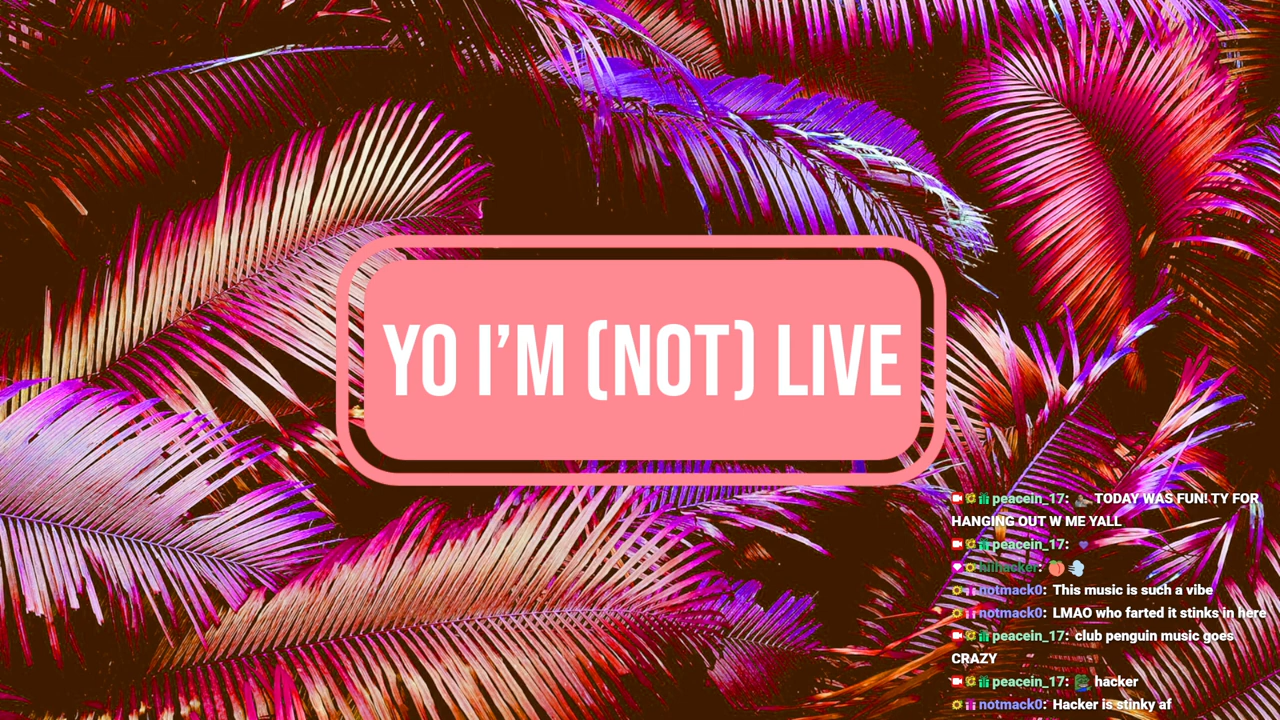 YO I’M (NOT) LIVE
peacein_17: TODAY WAS FUN! TY FOR
HANGING OUT W ME YALL
peacein_17:
hiihacker:
notmack0: This music is such a vibe
notmack0: LMAO who farted it stinks in here
peacein_17: club penguin music goes
CRAZY
peacein_17: hacker
notmack0: Hacker is stinky af